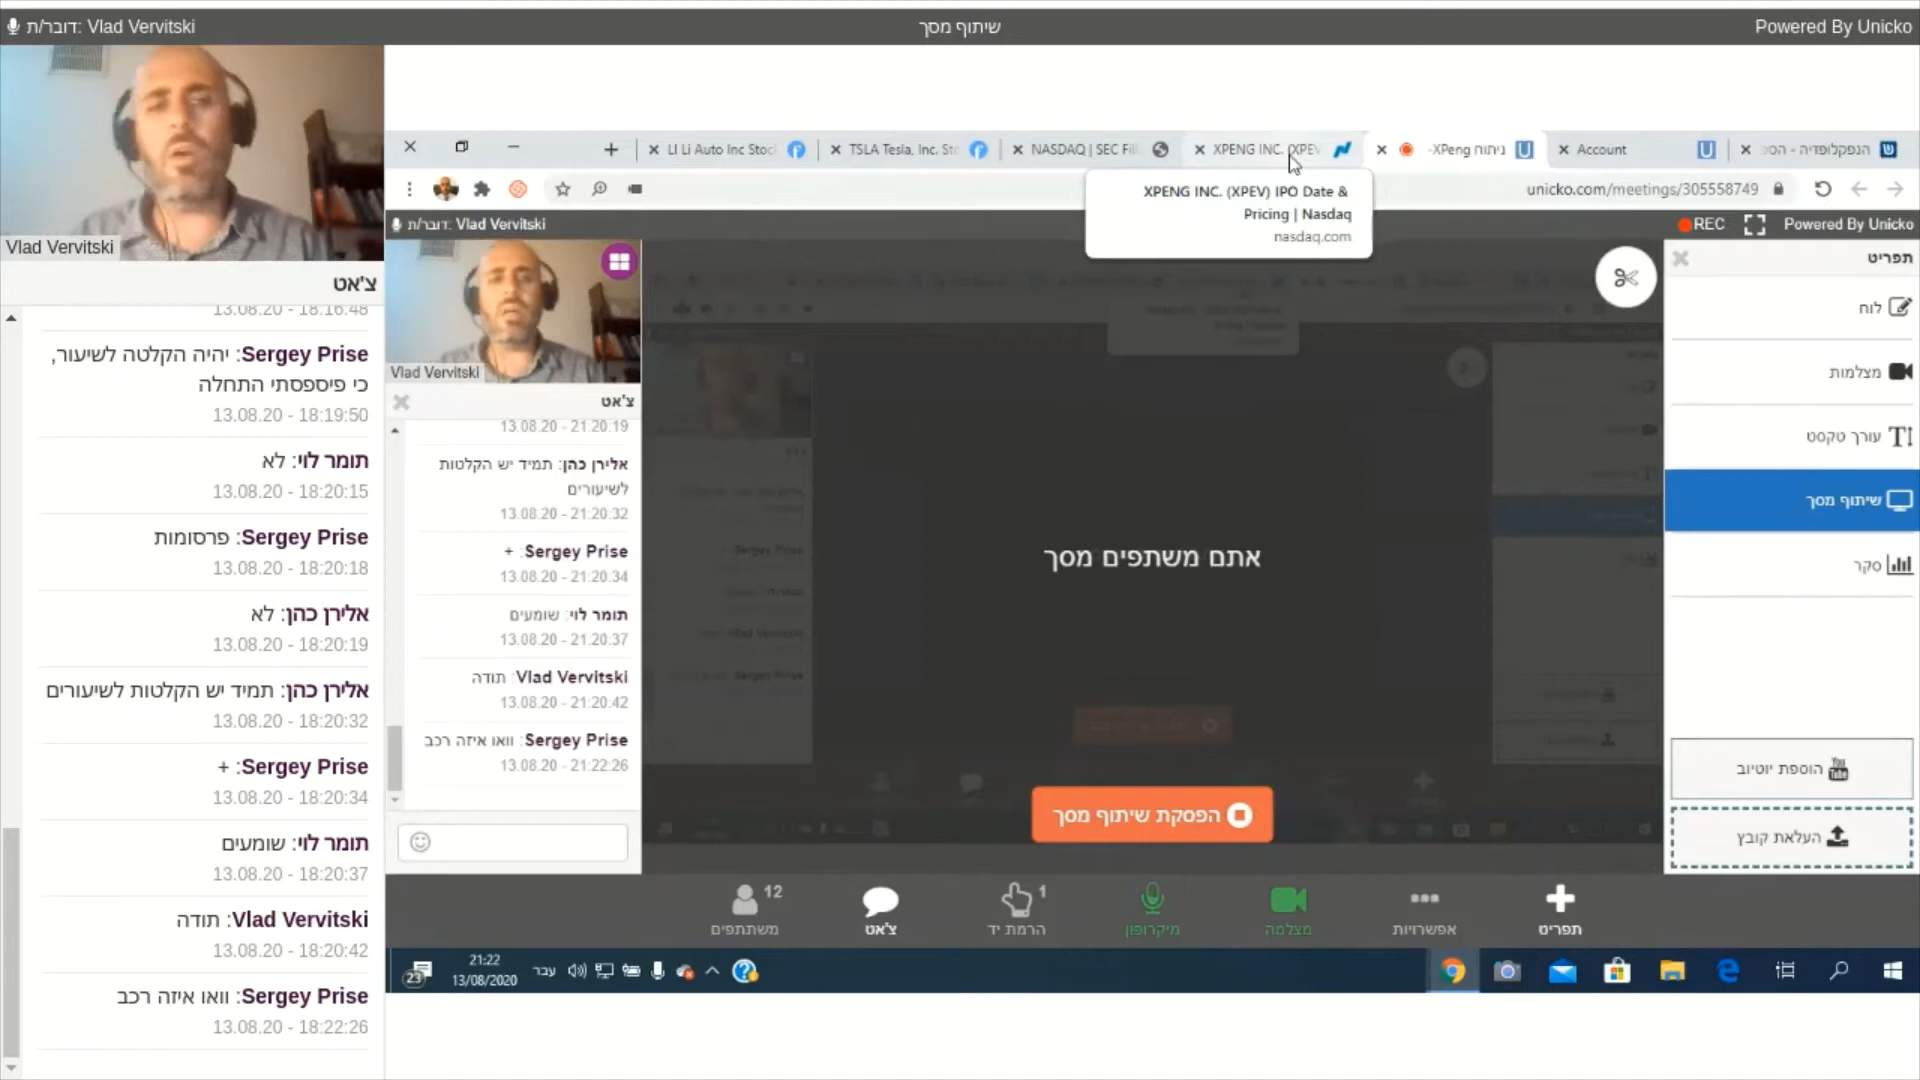 דובר/ת: Vlad Vervitski
שיתוף מסך
Powered By Unicko
Vlad Vervitski
צ'אט
13.08.20 - 18:16:48
Sergey Prise: יהיה הקלטה לשיעור,
כי פיספסתי התחלה
13.08.20 - 18:19:50
תומר לוי: לא
13.08.20 - 18:20:15
Sergey Prise: פרסומות
13.08.20 - 18:20:18
אלירן כהן: לא
13.08.20 - 18:20:19
אלירן כהן: תמיד יש הקלטות לשיעורים
13.08.20 - 18:20:32
Sergey Prise: +
13.08.20 - 18:20:34
תומר לוי: שומעים
13.08.20 - 18:20:37
Vlad Vervitski: תודה
13.08.20 - 18:20:42
Sergey Prise: וואו איזה רכב
13.08.20 - 18:22:26
LI Li Auto Inc Stoc
TSLA Tesla, Inc. Sto
NASDAQ | SEC Fili
XPENG INC. (XPEV
ניתוח XPeng-
Account
הנפקלופדיה - הסכ
unicko.com/meetings/305558749
XPENG INC. (XPEV) IPO Date &
Pricing | Nasdaq
nasdaq.com
דובר/ת: Vlad Vervitski
REC
Powered By Unicko
Vlad Vervitski
צ'אט
13.08.20 - 21:20:19
אלירן כהן: תמיד יש הקלטות
לשיעורים
13.08.20 - 21:20:32
Sergey Prise: +
13.08.20 - 21:20:34
תומר לוי: שומעים
13.08.20 - 21:20:37
Vlad Vervitski: תודה
13.08.20 - 21:20:42
Sergey Prise: וואו איזה רכב
13.08.20 - 21:22:26
אתם משתפים מסך
הפסקת שיתוף מסך
תפריט
לוח
מצלמות
עורך טקסט
שיתוף מסך
סקר
הוספת יוטיוב
העלאת קובץ
משתתפים 12
צ'אט
הרמת יד 1
מיקרופון
מצלמה
אפשרויות
תפריט
23
21:22
13/08/2020
עבר